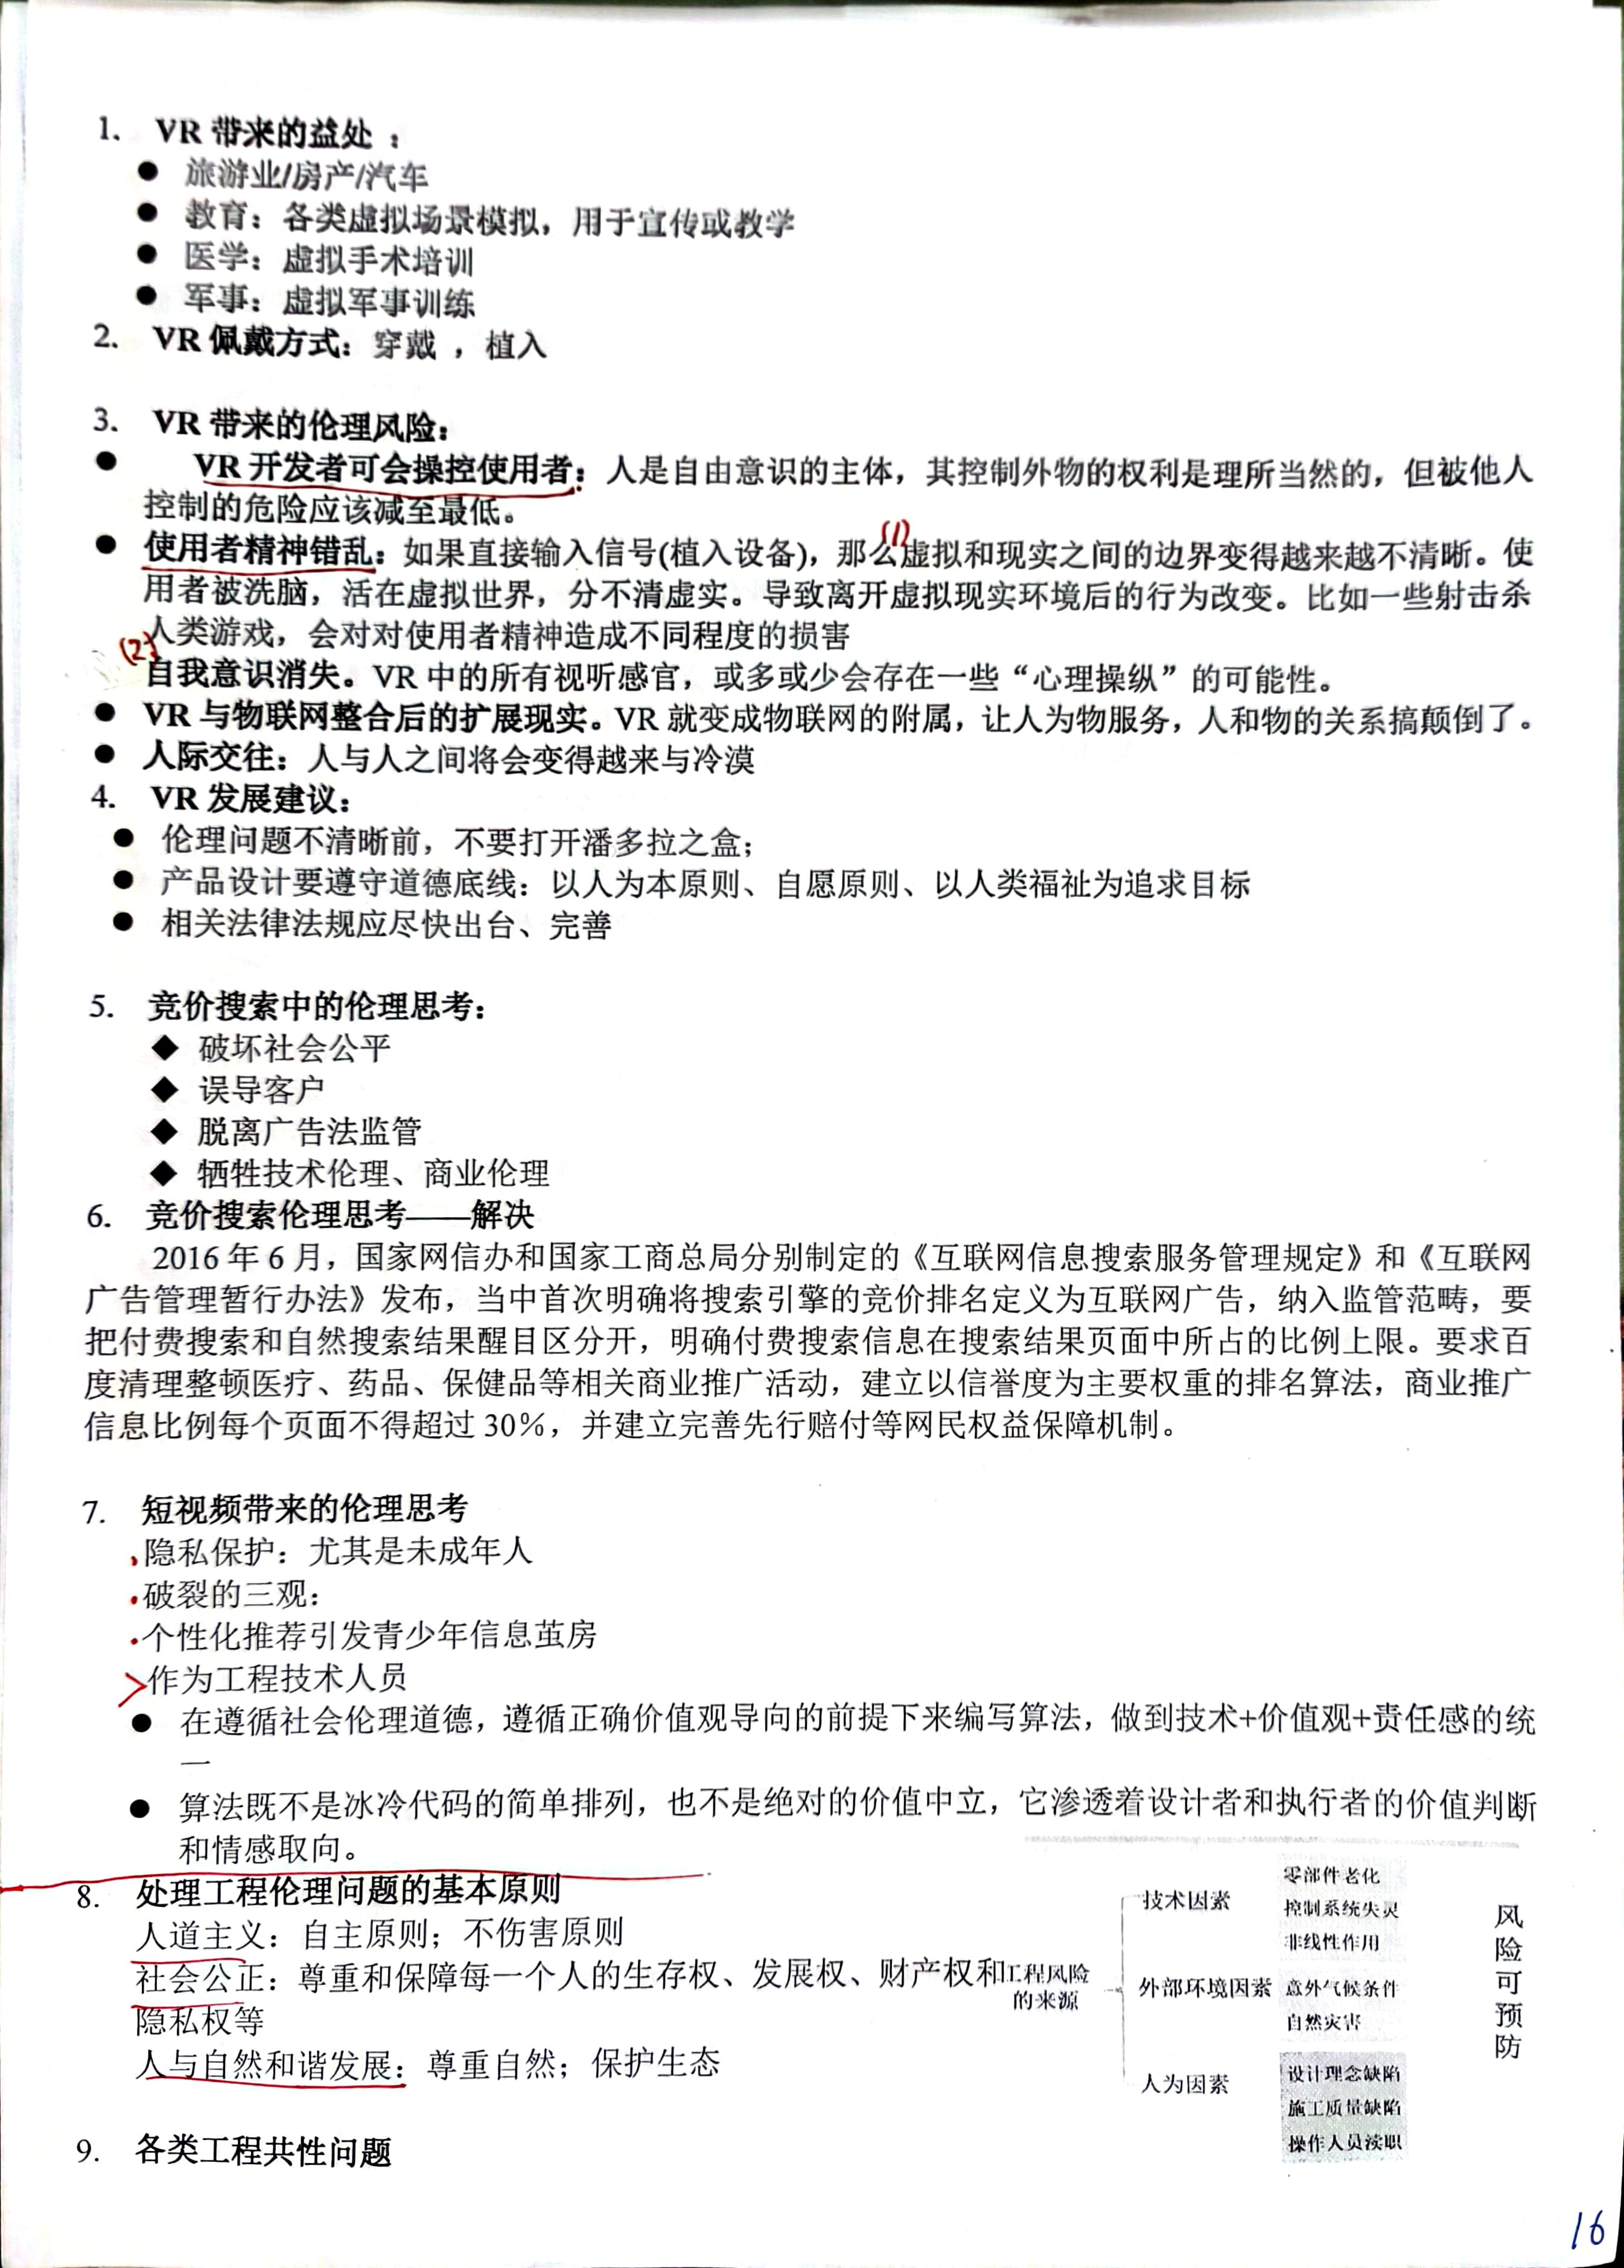 1. VR 带来的益处 ：
● 旅游业/房产/汽车
● 教育：各类虚拟场景模拟，用于宣传或教学
● 医学：虚拟手术培训
● 军事：虚拟军事训练
2. VR 佩戴方式：穿戴 ，植入
3. VR 带来的伦理风险：
● VR 开发者可会操控使用者：人是自由意识的主体，其控制外物的权利是理所当然的，但被他人
控制的危险应该减至最低。
(1)
● 使用者精神错乱：如果直接输入信号(植入设备)，那么虚拟和现实之间的边界变得越来越不清晰。使
用者被洗脑，活在虚拟世界，分不清虚实。导致离开虚拟现实环境后的行为改变。比如一些射击杀
人类游戏，会对对使用者精神造成不同程度的损害
(2)
自我意识消失。VR 中的所有视听感官，或多或少会存在一些“心理操纵”的可能性。
● VR 与物联网整合后的扩展现实。VR 就变成物联网的附属，让人为物服务，人和物的关系搞颠倒了。
● 人际交往：人与人之间将会变得越来与冷漠
4. VR 发展建议：
● 伦理问题不清晰前，不要打开潘多拉之盒；
● 产品设计要遵守道德底线：以人为本原则、自愿原则、以人类福祉为追求目标
● 相关法律法规应尽快出台、完善
5. 竞价搜索中的伦理思考：
◆ 破坏社会公平
◆ 误导客户
◆ 脱离广告法监管
◆ 牺牲技术伦理、商业伦理
6. 竞价搜索伦理思考——解决
2016 年 6 月，国家网信办和国家工商总局分别制定的《互联网信息搜索服务管理规定》和《互联网
广告管理暂行办法》发布，当中首次明确将搜索引擎的竞价排名定义为互联网广告，纳入监管范畴，要
把付费搜索和自然搜索结果醒目区分开，明确付费搜索信息在搜索结果页面中所占的比例上限。要求百
度清理整顿医疗、药品、保健品等相关商业推广活动，建立以信誉度为主要权重的排名算法，商业推广
信息比例每个页面不得超过 30%，并建立完善先行赔付等网民权益保障机制。
7. 短视频带来的伦理思考
隐私保护：尤其是未成年人
破裂的三观：
个性化推荐引发青少年信息茧房
作为工程技术人员
● 在遵循社会伦理道德，遵循正确价值观导向的前提下来编写算法，做到技术+价值观+责任感的统
一
● 算法既不是冰冷代码的简单排列，也不是绝对的价值中立，它渗透着设计者和执行者的价值判断
和情感取向。
8. 处理工程伦理问题的基本原则
人道主义：自主原则；不伤害原则
社会公正：尊重和保障每一个人的生存权、发展权、财产权和
隐私权等
人与自然和谐发展：尊重自然；保护生态
9. 各类工程共性问题
工程风险
的来源
技术因素
零部件老化
控制系统失灵
非线性作用
外部环境因素
意外气候条件
自然灾害
人为因素
设计理念缺陷
施工质量缺陷
操作人员渎职
风险可预防
16